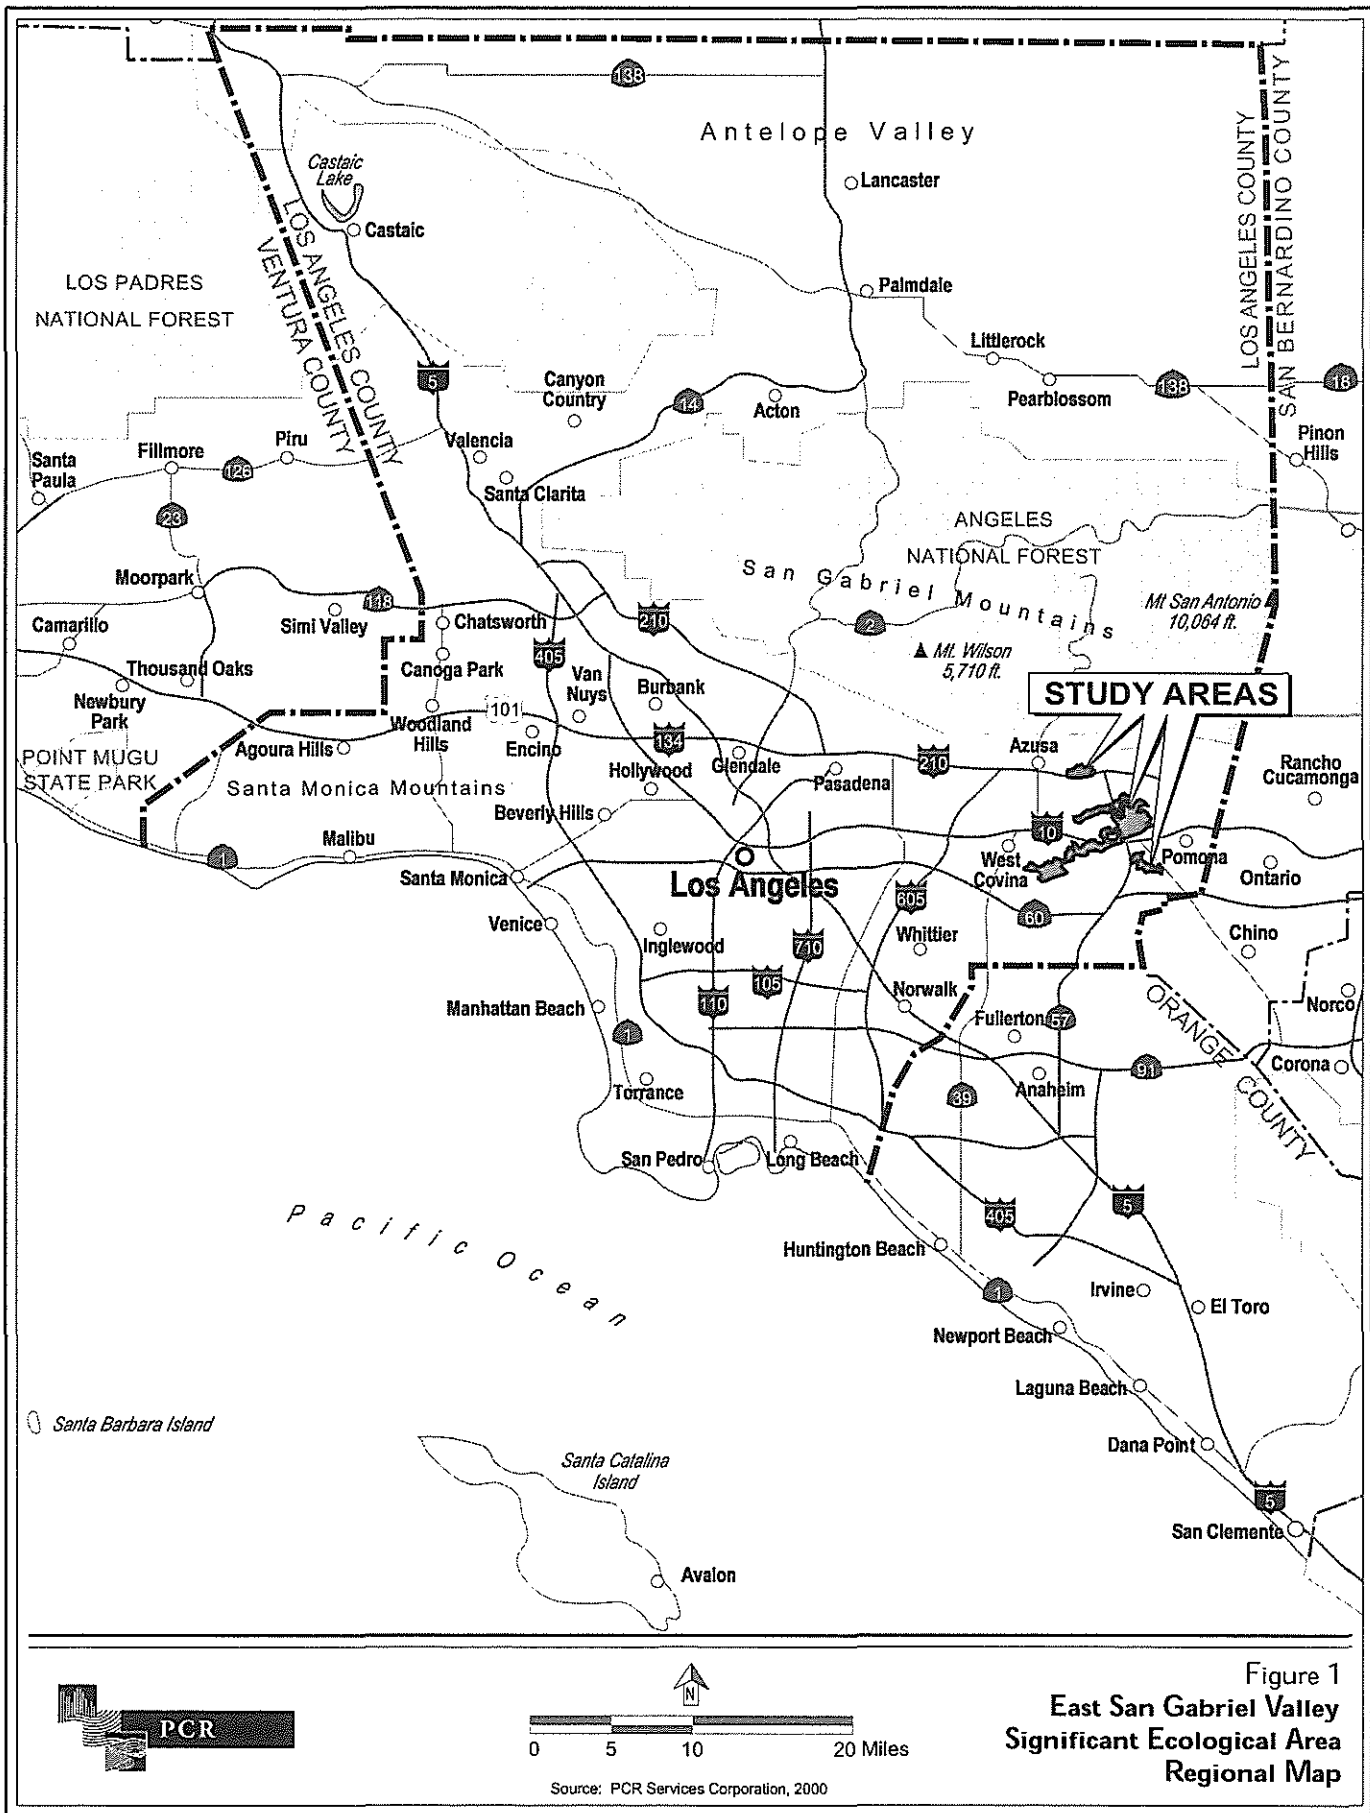 138
Antelope Valley
Castaic
Lake
Lancaster
Castaic
LOS ANGELES COUNTY
VENTURA COUNTY
LOS ANGELES COUNTY
SAN BERNARDINO COUNTY
LOS PADRES
NATIONAL FOREST
Palmdale
Littlerock
5
Canyon
Country
14
Acton
Pearblossom
138
18
Santa
Paula
Fillmore
126
Piru
Valencia
Santa Clarita
Pinon
Hills
23
ANGELES
NATIONAL FOREST
San Gabriel Mountains
Moorpark
Camarillo
118
Simi Valley
Chatsworth
210
2
Mt San Antonio
10,064 ft.
Thousand Oaks
Canoga Park
405
Van
Nuys
Burbank
Mt. Wilson
5,710 ft.
STUDY AREAS
Newbury
Park
Woodland
Hills
101
Encino
134
Glendale
210
Azusa
POINT MUGU
STATE PARK
Agoura Hills
Hollywood
Pasadena
Rancho
Cucamonga
Santa Monica Mountains
Beverly Hills
10
1
Malibu
Santa Monica
Los Angeles
West
Covina
Pomona
Ontario
605
60
Venice
Inglewood
710
Whittier
Chino
Manhattan Beach
110
105
Norwalk
Norco
1
Fullerton
57
ORANGE COUNTY
Torrance
39
Anaheim
91
Corona
San Pedro
Long Beach
405
5
Pacific Ocean
Huntington Beach
1
Irvine
El Toro
Newport Beach
Laguna Beach
Santa Barbara Island
Dana Point
Santa Catalina
Island
5
San Clemente
Avalon
PCR
N
0 5 10 20 Miles
Source: PCR Services Corporation, 2000
Figure 1
East San Gabriel Valley
Significant Ecological Area
Regional Map